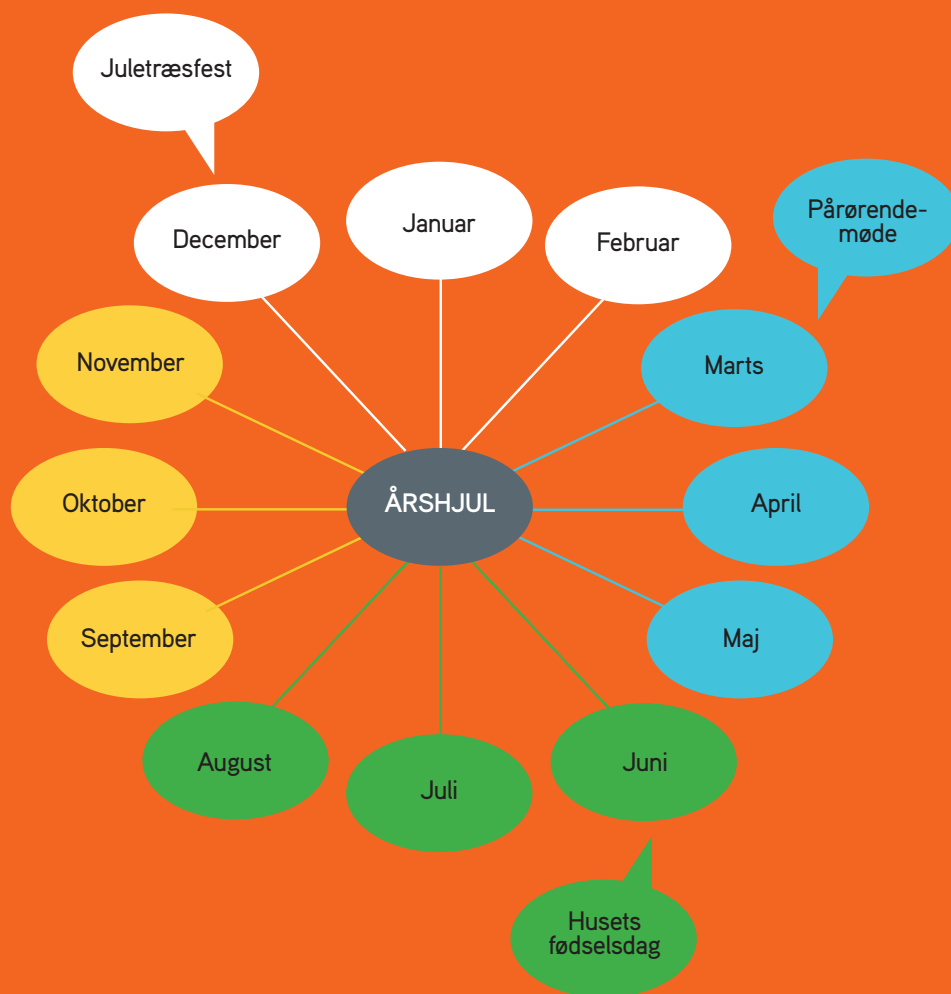 Juletræsfest
December
Januar
Februar
Pårørende-
møde
Marts
April
Maj
Juni
Husets
fødselsdag
Juli
August
September
Oktober
November
ÅRSHJUL